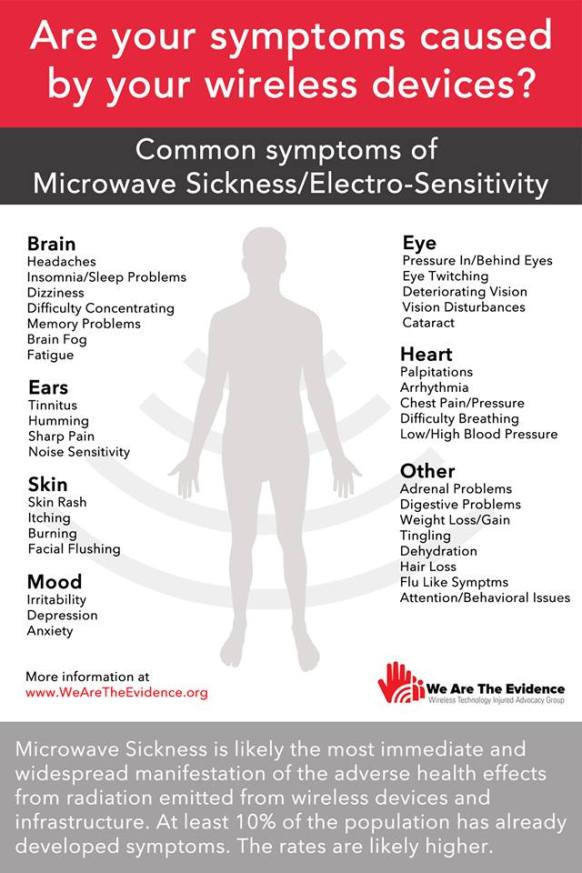 Are your symptoms caused
by your wireless devices?
Common symptoms of
Microwave Sickness/Electro-Sensitivity
Brain
Headaches
Insomnia/Sleep Problems
Dizziness
Difficulty Concentrating
Memory Problems
Brain Fog
Fatigue
Ears
Tinnitus
Humming
Sharp Pain
Noise Sensitivity
Skin
Skin Rash
Itching
Burning
Facial Flushing
Mood
Irritability
Depression
Anxiety
Eye
Pressure In/Behind Eyes
Eye Twitching
Deteriorating Vision
Vision Disturbances
Cataract
Heart
Palpitations
Arrhythmia
Chest Pain/Pressure
Difficulty Breathing
Low/High Blood Pressure
Other
Adrenal Problems
Digestive Problems
Weight Loss/Gain
Tingling
Dehydration
Hair Loss
Flu Like Symptms
Attention/Behavioral Issues
More information at
www.WeAreTheEvidence.org
We Are The Evidence
Wireless Technology Injured Advocacy Group
Microwave Sickness is likely the most immediate and
widespread manifestation of the adverse health effects
from radiation emitted from wireless devices and
infrastructure. At least 10% of the population has already
developed symptoms. The rates are likely higher.